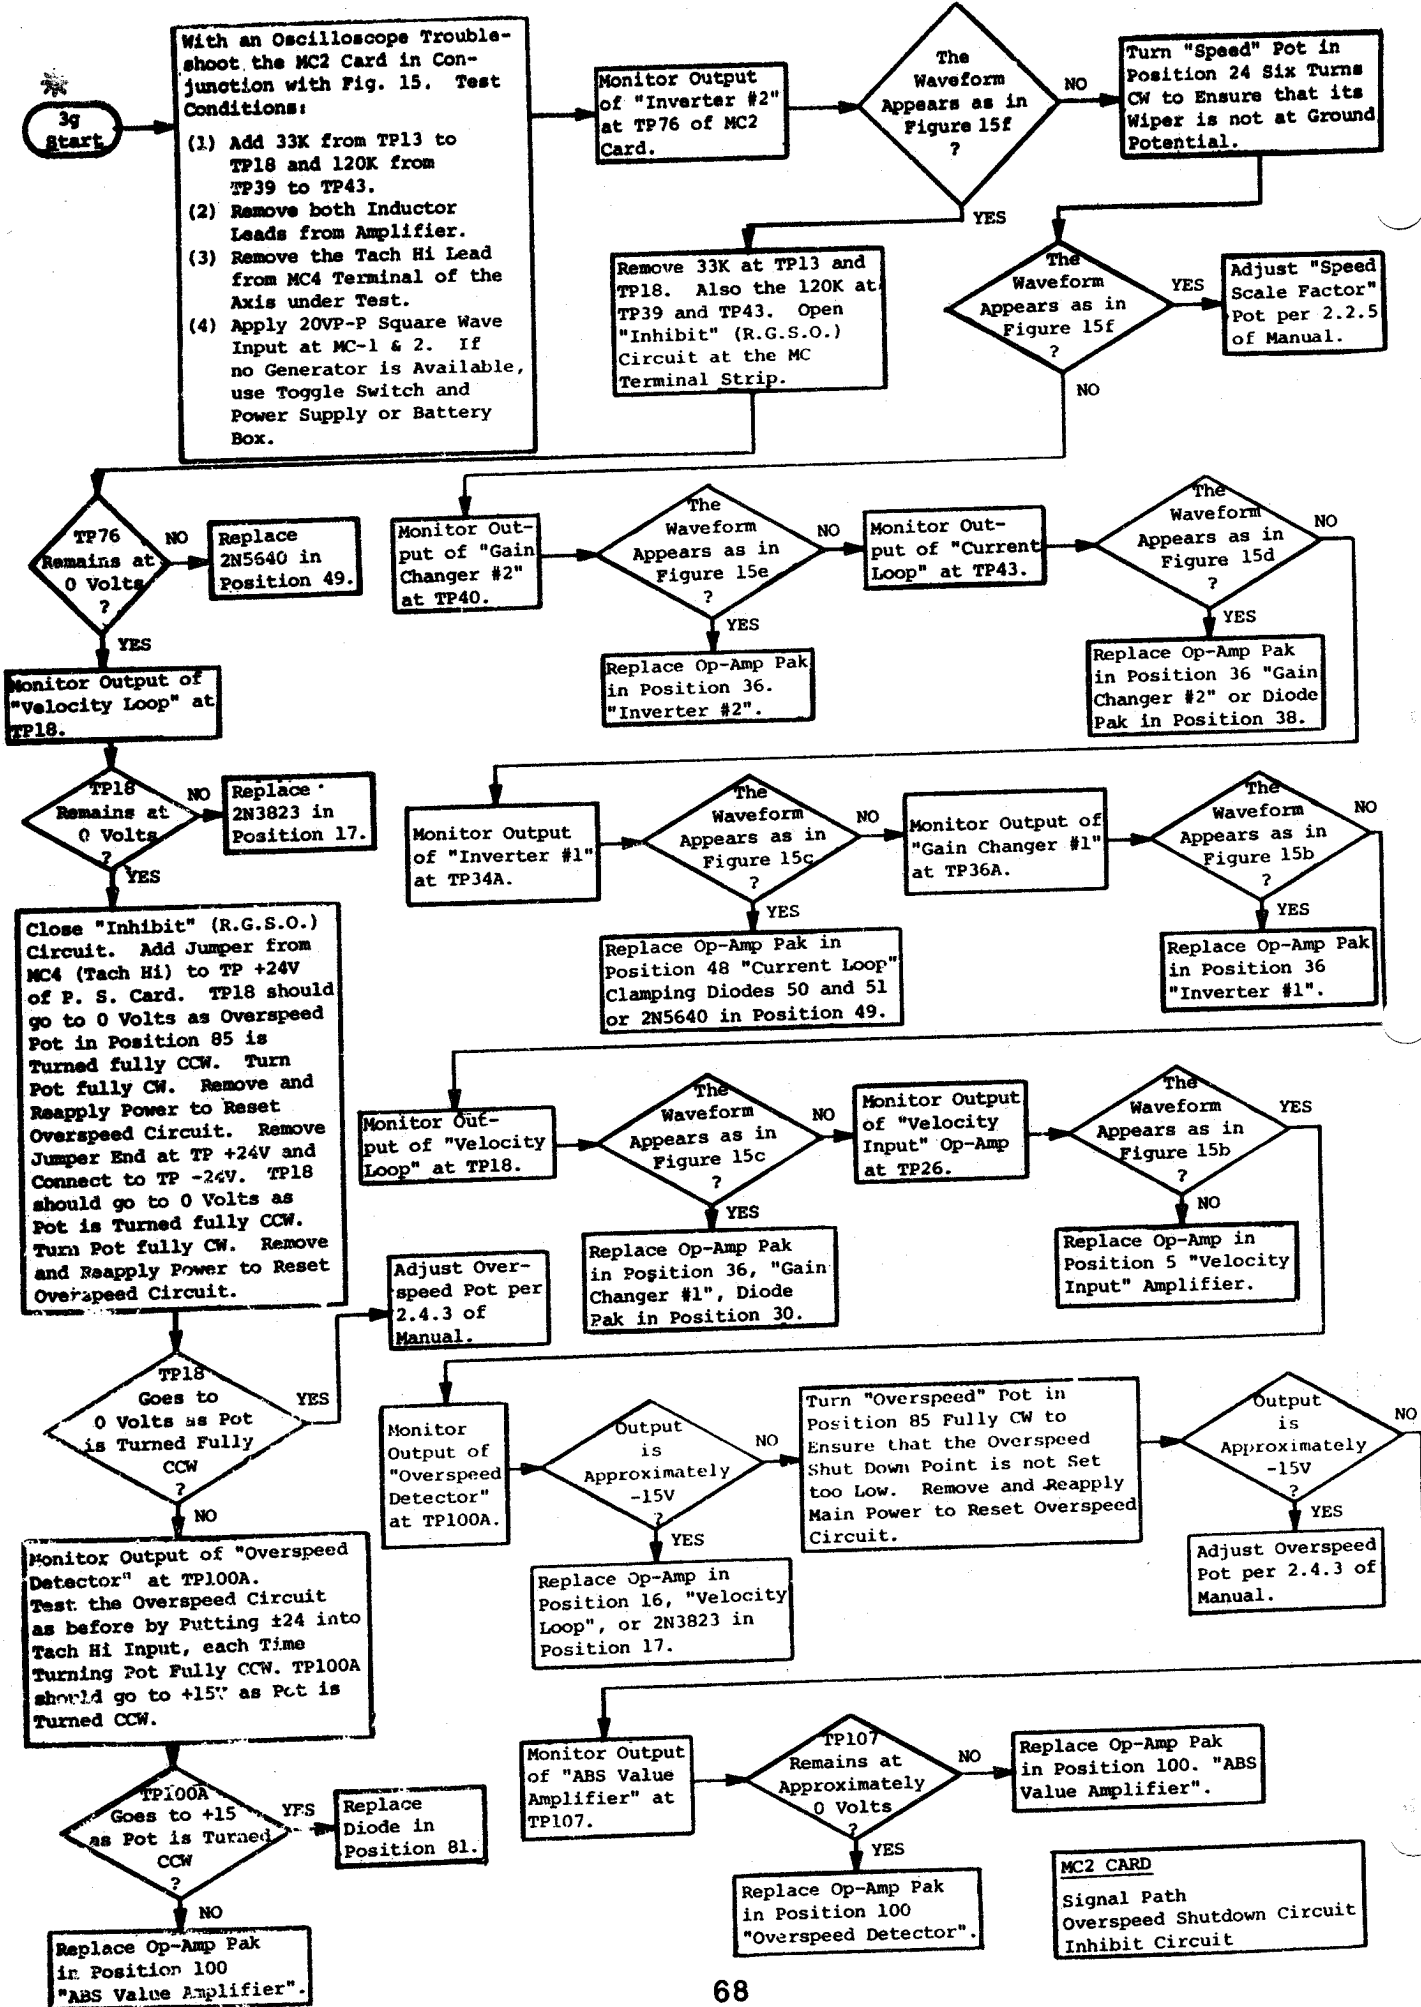 3g
Start
With an Oscilloscope Trouble-
shoot the MC2 Card in Con-
junction with Fig. 15. Test
Conditions:
(1) Add 33K from TP13 to
TP18 and 120K from
TP39 to TP43.
(2) Remove both Inductor
Leads from Amplifier.
(3) Remove the Tach Hi Lead
from MC4 Terminal of the
Axis under Test.
(4) Apply 20VP-P Square Wave
Input at MC-1 & 2. If
no Generator is Available,
use Toggle Switch and
Power Supply or Battery
Box.
Monitor Output
of "Inverter #2"
at TP76 of MC2
Card.
The
Waveform
Appears as in
Figure 15f
?
NO
YES
Turn "Speed" Pot in
Position 24 Six Turns
CW to Ensure that its
Wiper is not at Ground
Potential.
Remove 33K at TP13 and
TP18. Also the 120K at
TP39 and TP43. Open
"Inhibit" (R.G.S.O.)
Circuit at the MC
Terminal Strip.
The
Waveform
Appears as in
Figure 15f
?
YES
NO
Adjust "Speed
Scale Factor"
Pot per 2.2.5
of Manual.
TP76
Remains at
0 Volts
?
NO
YES
Replace
2N5640 in
Position 49.
Monitor Out-
put of "Gain
Changer #2"
at TP40.
The
Waveform
Appears as in
Figure 15e
?
NO
YES
Monitor Out-
put of "Current
Loop" at TP43.
The
Waveform
Appears as in
Figure 15d
?
NO
YES
Replace Op-Amp Pak
in Position 36.
"Inverter #2".
Replace Op-Amp Pak
in Position 36 "Gain
Changer #2" or Diode
Pak in Position 38.
Monitor Output of
"Velocity Loop" at
TP18.
TP18
Remains at
0 Volts
?
NO
YES
Replace
2N3823 in
Position 17.
Monitor Output
of "Inverter #1"
at TP34A.
The
Waveform
Appears as in
Figure 15c
?
NO
YES
Monitor Output of
"Gain Changer #1"
at TP36A.
The
Waveform
Appears as in
Figure 15b
?
NO
YES
Replace Op-Amp Pak in
Position 48 "Current Loop"
Clamping Diodes 50 and 51
or 2N5640 in Position 49.
Replace Op-Amp Pak
in Position 36
"Inverter #1".
Close "Inhibit" (R.G.S.O.)
Circuit. Add Jumper from
MC4 (Tach Hi) to TP +24V
of P. S. Card. TP18 should
go to 0 Volts as Overspeed
Pot in Position 85 is
Turned fully CCW. Turn
Pot fully CW. Remove and
Reapply Power to Reset
Overspeed Circuit. Remove
Jumper End at TP +24V and
Connect to TP -24V. TP18
should go to 0 Volts as
Pot is Turned fully CCW.
Turn Pot fully CW. Remove
and Reapply Power to Reset
Overspeed Circuit.
Monitor Out-
put of "Velocity
Loop" at TP18.
The
Waveform
Appears as in
Figure 15c
?
NO
YES
Monitor Output
of "Velocity
Input" Op-Amp
at TP26.
The
Waveform
Appears as in
Figure 15b
?
YES
NO
Replace Op-Amp Pak
in Position 36, "Gain
Changer #1", Diode
Pak in Position 30.
Replace Op-Amp in
Position 5 "Velocity
Input" Amplifier.
Adjust Over-
speed Pot per
2.4.3 of
Manual.
TP18
Goes to
0 Volts as Pot
is Turned Fully
CCW
?
YES
NO
Monitor
Output of
"Overspeed
Detector"
at TP100A.
Output
is
Approximately
-15V
?
NO
YES
Turn "Overspeed" Pot in
Position 85 Fully CW to
Ensure that the Overspeed
Shut Down Point is not Set
too Low. Remove and Reapply
Main Power to Reset Overspeed
Circuit.
Output
is
Approximately
-15V
?
NO
YES
Replace Op-Amp in
Position 16, "Velocity
Loop", or 2N3823 in
Position 17.
Adjust Overspeed
Pot per 2.4.3 of
Manual.
Monitor Output of "Overspeed
Detector" at TP100A.
Test the Overspeed Circuit
as before by Putting ±24 into
Tach Hi Input, each Time
Turning Pot Fully CCW. TP100A
should go to +15V as Pot is
Turned CCW.
TP100A
Goes to +15
as Pot is Turned
CCW
?
YES
NO
Replace
Diode in
Position 81.
Replace Op-Amp Pak
in Position 100
"ABS Value Amplifier".
Monitor Output
of "ABS Value
Amplifier" at
TP107.
TP107
Remains at
Approximately
0 Volts
?
NO
YES
Replace Op-Amp Pak
in Position 100. "ABS
Value Amplifier".
Replace Op-Amp Pak
in Position 100
"Overspeed Detector".
MC2 CARD
Signal Path
Overspeed Shutdown Circuit
Inhibit Circuit
68